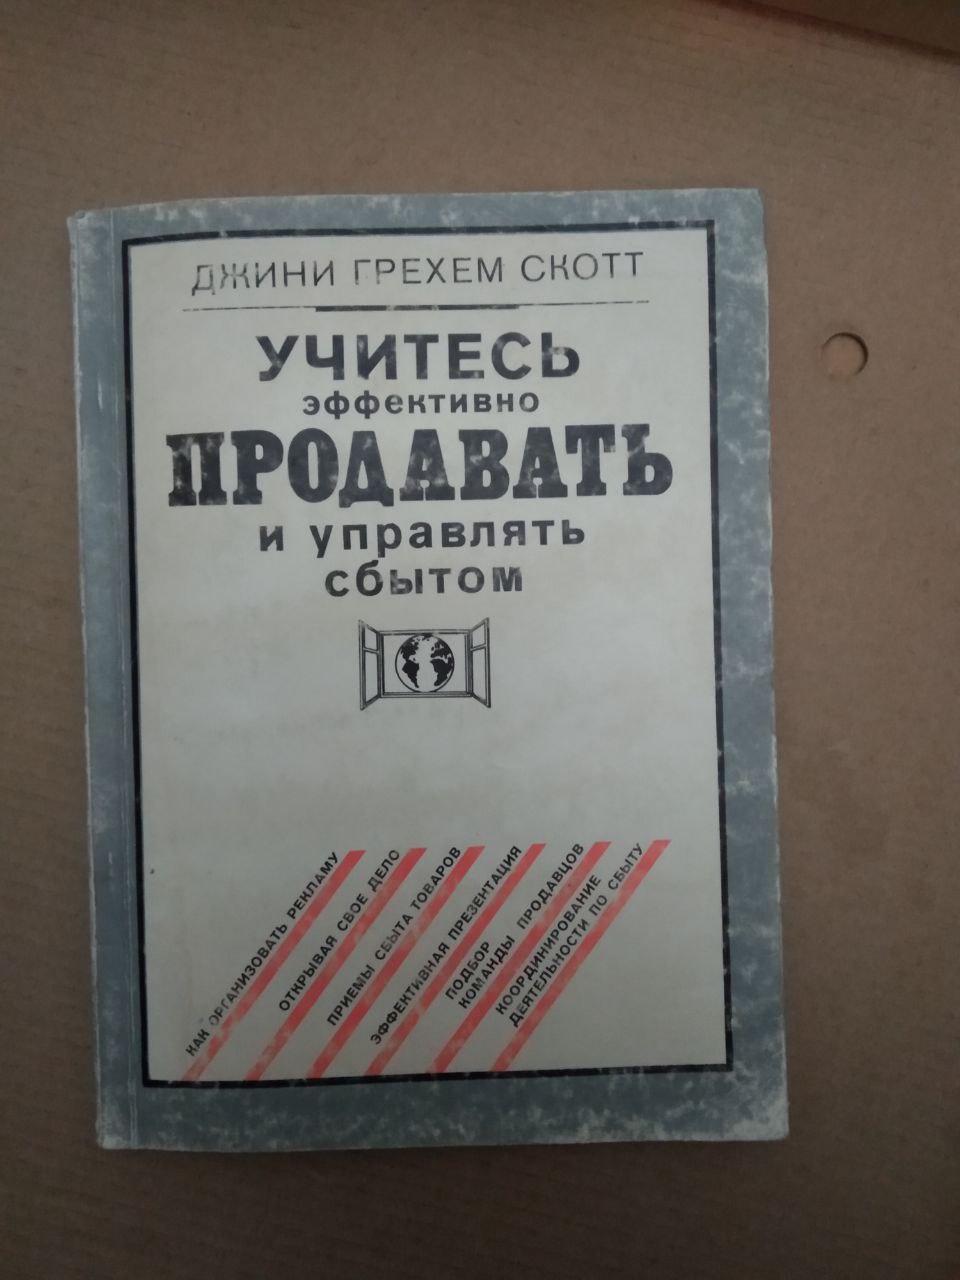 ДЖИНИ ГРЕХЕМ СКОТТ
УЧИТЕСЬ
эффективно
ПРОДАВАТЬ
и управлять
сбытом
КАК ОРГАНИЗОВАТЬ РЕКЛАМУ
ОТКРЫВАЯ СВОЕ ДЕЛО
ПРИЕМЫ СБЫТА ТОВАРОВ
ЭФФЕКТИВНАЯ ПРЕЗЕНТАЦИЯ
ПОДБОР
КОМАНДЫ ПРОДАВЦОВ
КООРДИНИРОВАНИЕ
ДЕЯТЕЛЬНОСТИ ПО СБЫТУ